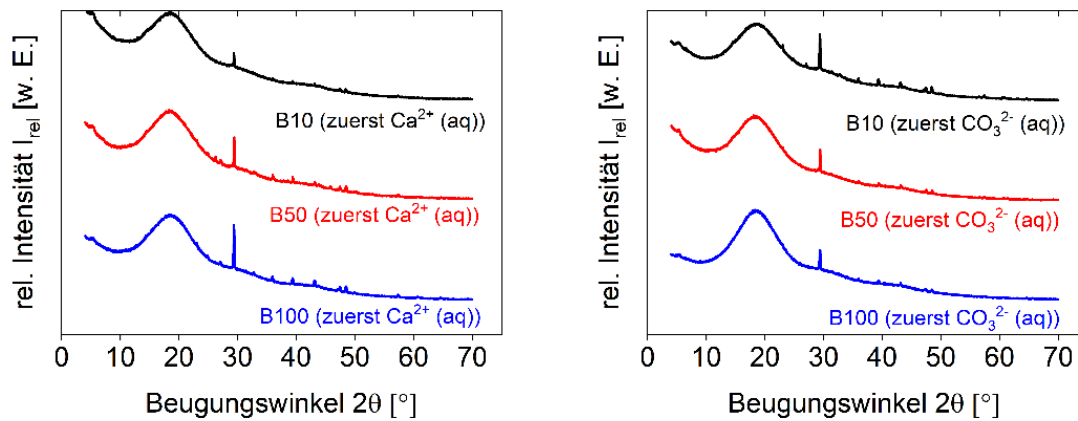 rel. Intensität I_rel [w. E.]
B10 (zuerst Ca²⁺ (aq))
B50 (zuerst Ca²⁺ (aq))
B100 (zuerst Ca²⁺ (aq))
0 10 20 30 40 50 60 70
Beugungswinkel 2θ [°]
rel. Intensität I_rel [w. E.]
B10 (zuerst CO₃²⁻ (aq))
B50 (zuerst CO₃²⁻ (aq))
B100 (zuerst CO₃²⁻ (aq))
0 10 20 30 40 50 60 70
Beugungswinkel 2θ [°]